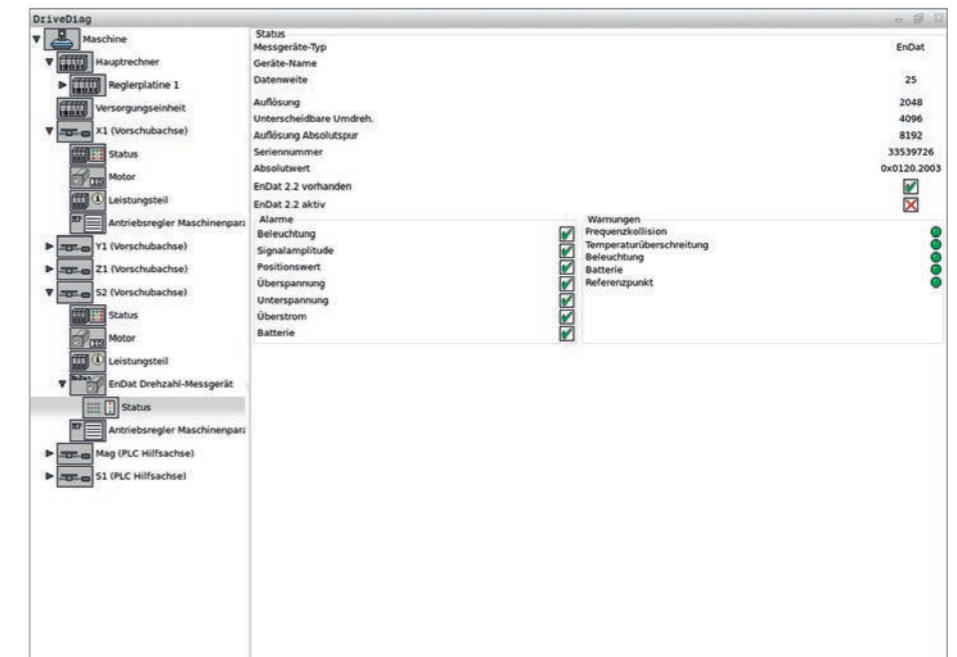 DriveDiag
Maschine
Hauptrechner
Reglerplatine 1
Versorgungseinheit
X1 (Vorschubachse)
Status
Motor
Leistungsteil
Antriebsregler Maschinenpara
Y1 (Vorschubachse)
Z1 (Vorschubachse)
S2 (Vorschubachse)
Status
Motor
Leistungsteil
EnDat Drehzahl-Messgerät
Status
Antriebsregler Maschinenpara
Mag (PLC Hilfsachse)
S1 (PLC Hilfsachse)
Status
Messgeräte-Typ EnDat
Geräte-Name
Datenweite 25
Auflösung 2048
Unterscheidbare Umdreh. 4096
Auflösung Absolutspur 8192
Seriennummer 33539726
Absolutwert 0x0120.2003
EnDat 2.2 vorhanden
EnDat 2.2 aktiv
Alarme
Beleuchtung
Signalamplitude
Positionswert
Überspannung
Unterspannung
Überstrom
Batterie
Warnungen
Frequenzkollision
Temperaturüberschreitung
Beleuchtung
Batterie
Referenzpunkt